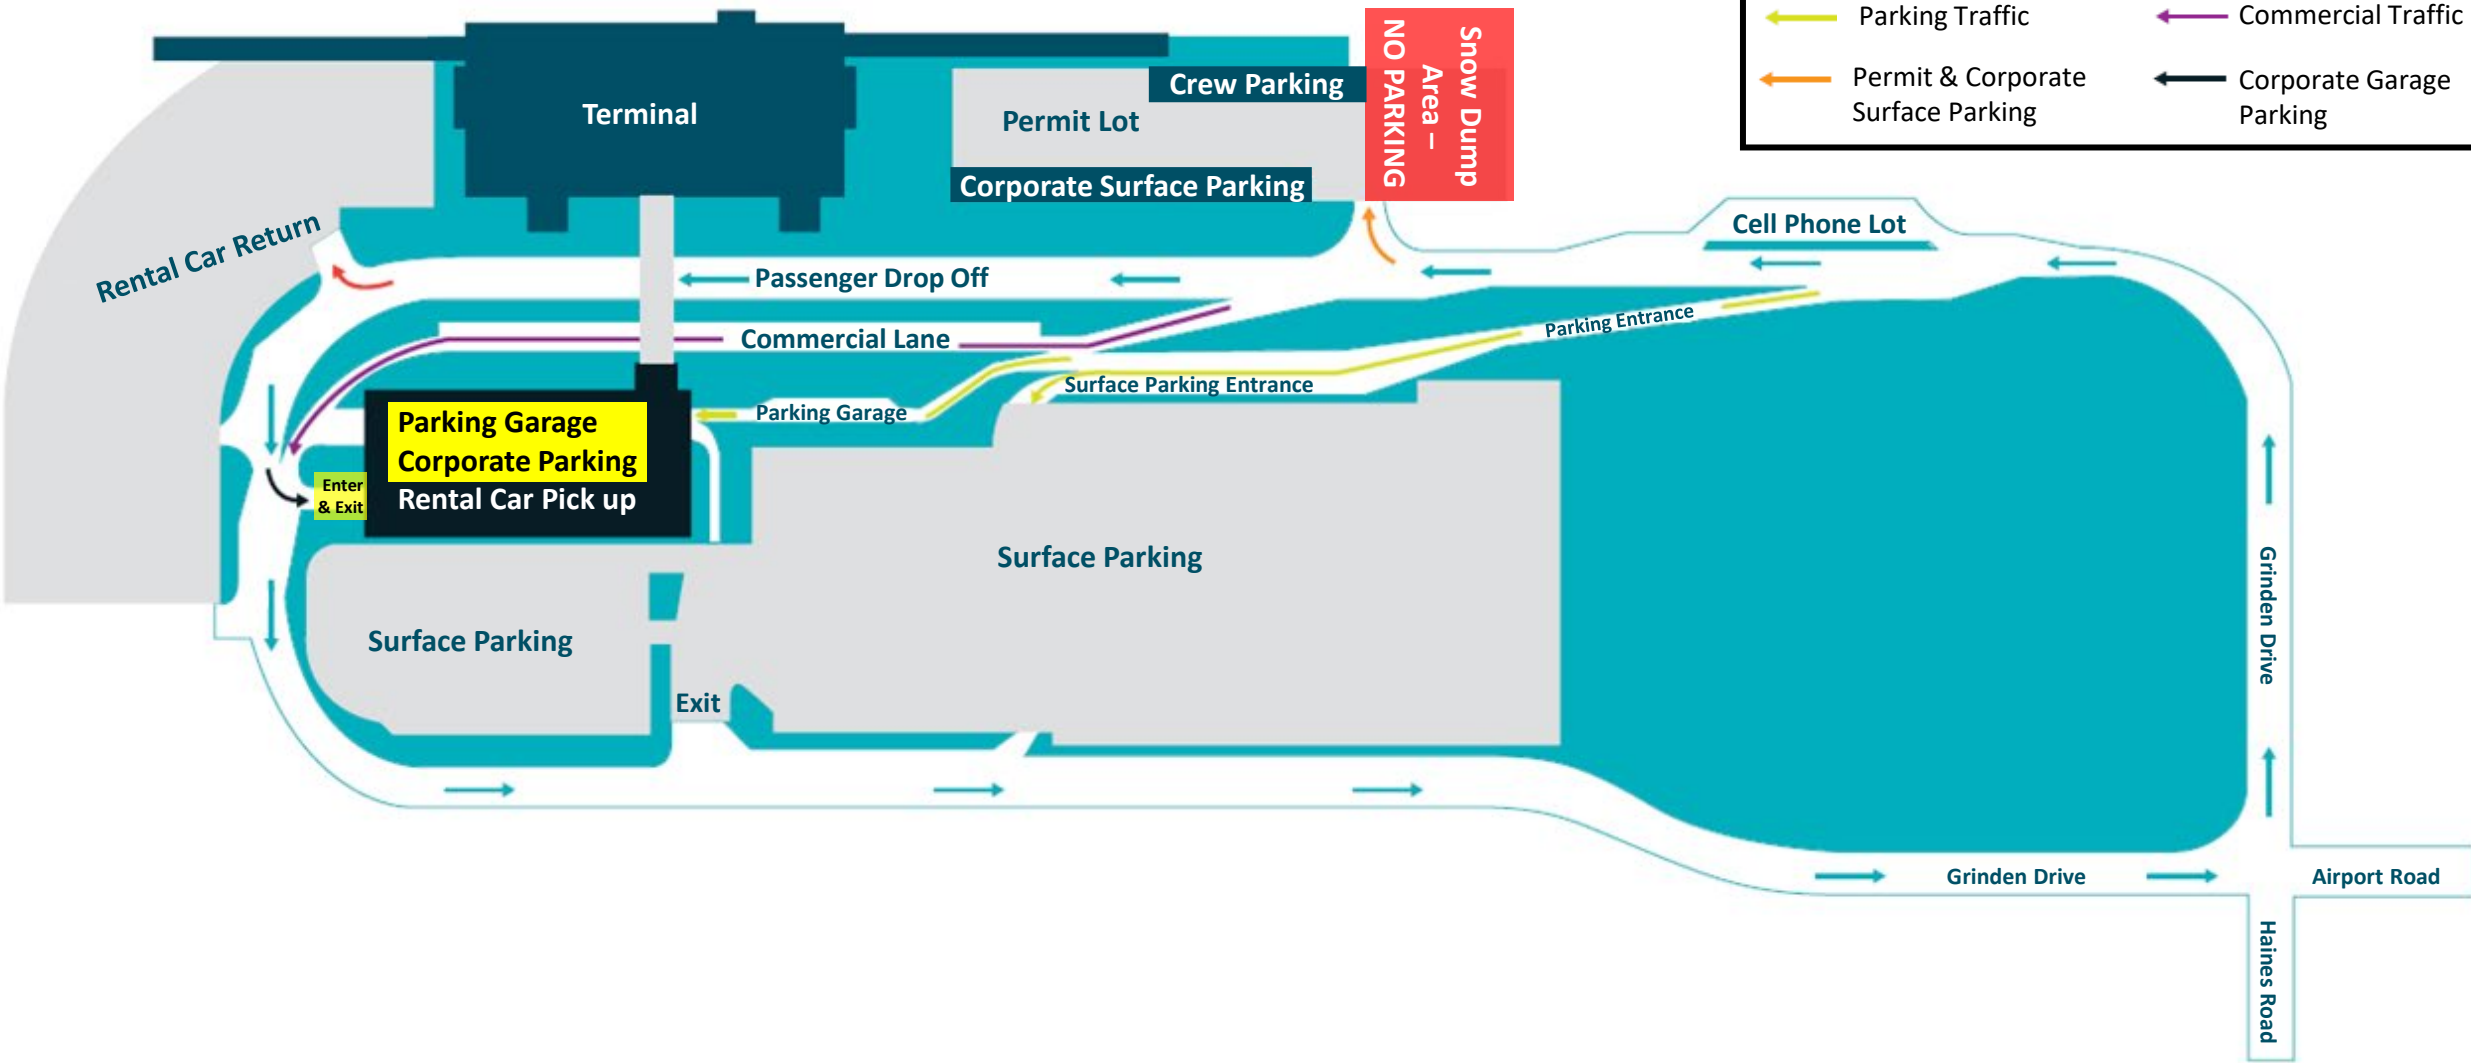 Parking Traffic
Commercial Traffic
Permit & Corporate
Surface Parking
Corporate Garage
Parking
Snow Dump
Area –
NO PARKING
Crew Parking
Terminal
Permit Lot
Corporate Surface Parking
Cell Phone Lot
Rental Car Return
Passenger Drop Off
Parking Entrance
Commercial Lane
Surface Parking Entrance
Parking Garage
Parking Garage
Corporate Parking
Rental Car Pick up
Enter
& Exit
Surface Parking
Surface Parking
Exit
Grinden Drive
Grinden Drive
Airport Road
Haines Road